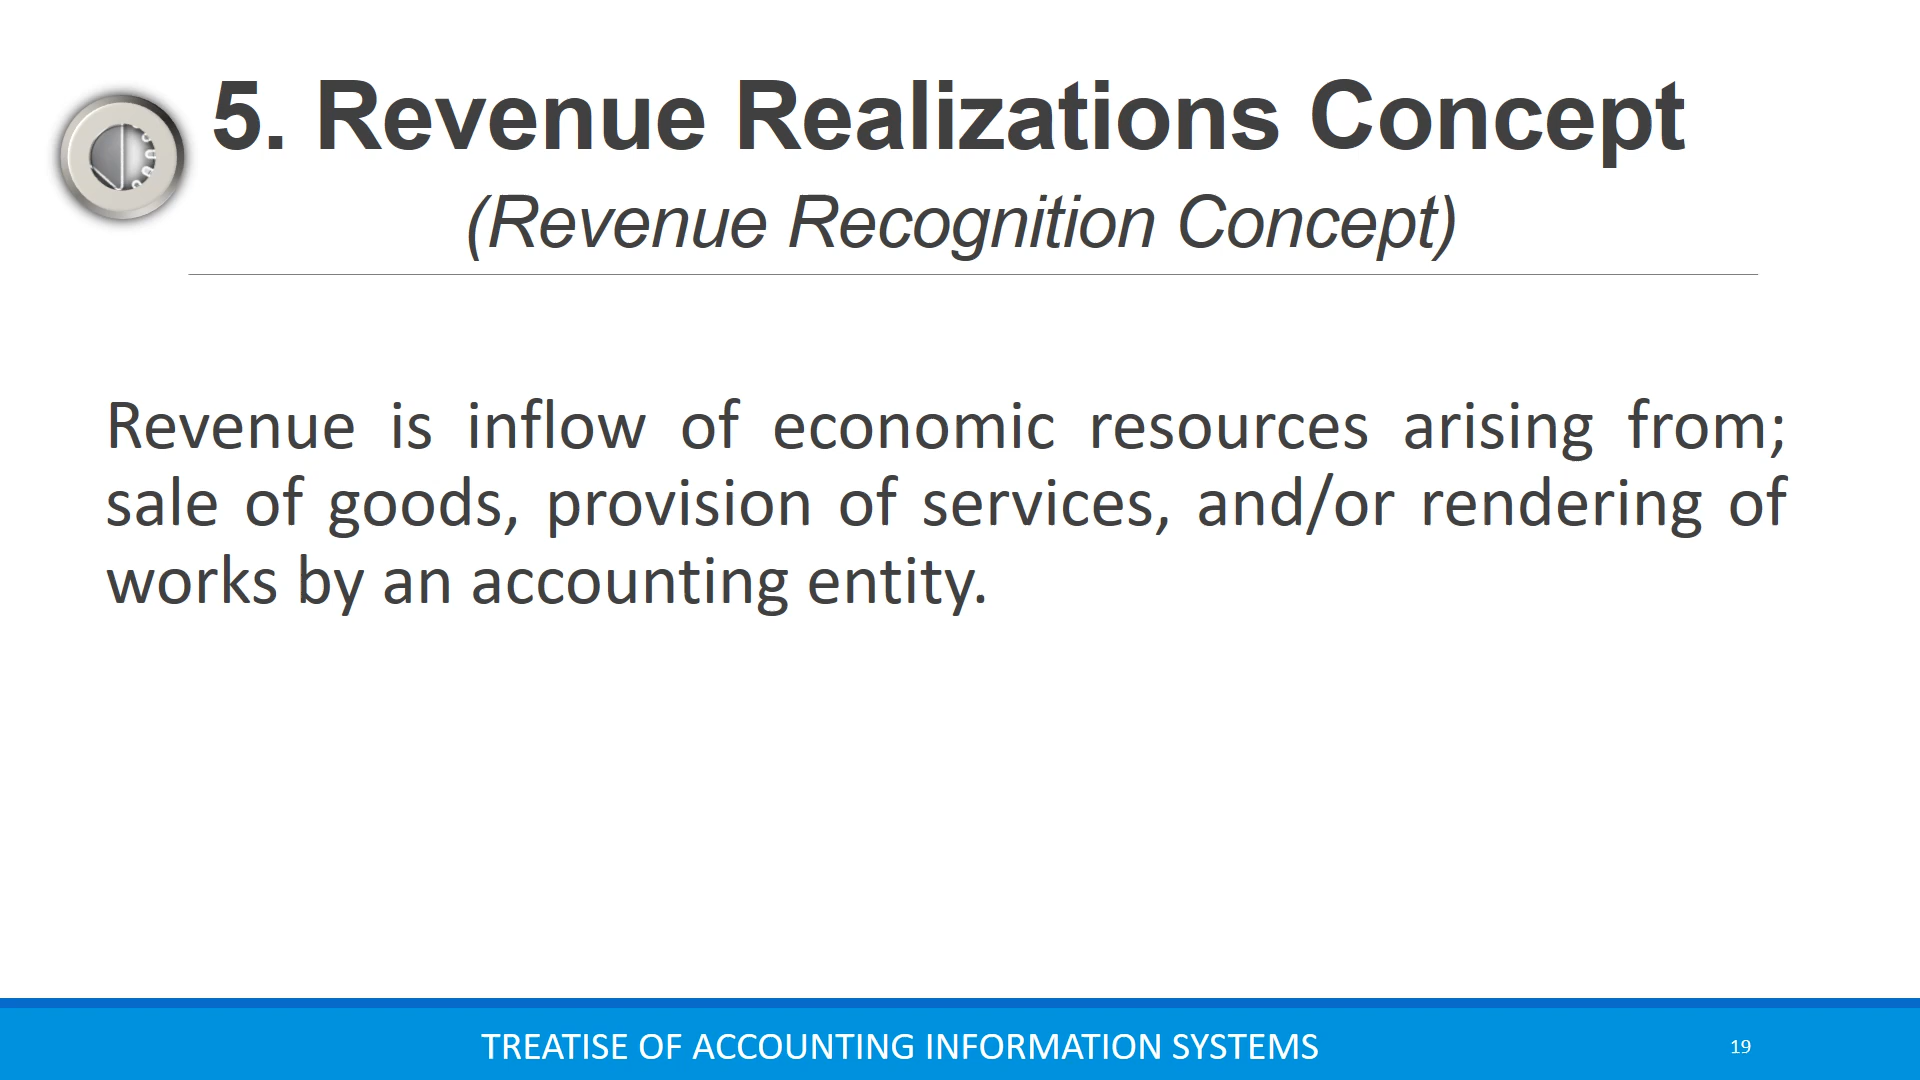 5. Revenue Realizations Concept
(Revenue Recognition Concept)
Revenue is inflow of economic resources arising from;
sale of goods, provision of services, and/or rendering of
works by an accounting entity.
TREATISE OF ACCOUNTING INFORMATION SYSTEMS
19